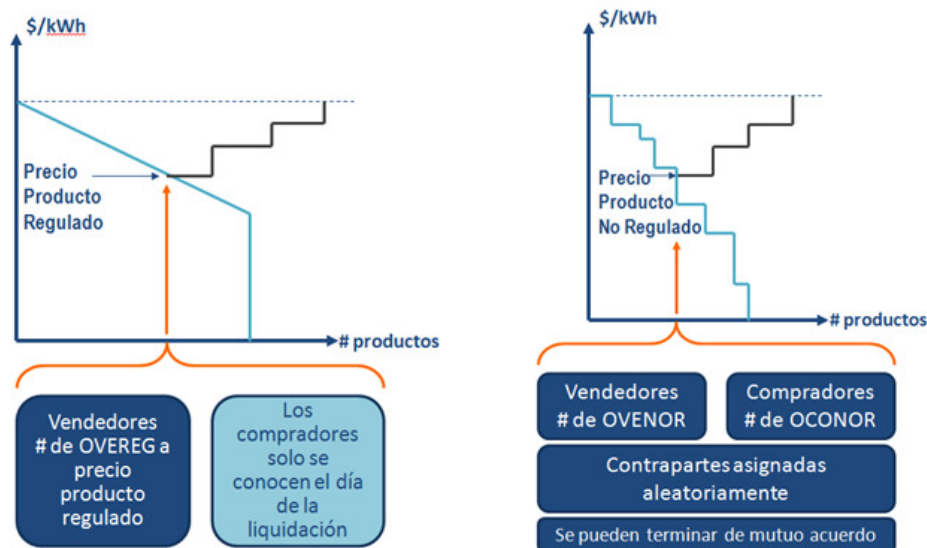 $/kWh
Precio
Producto
Regulado
# productos
Vendedores
# de OVEREG a
precio
producto
regulado
Los
compradores
solo se
conocen el día
de la
liquidación
$/kWh
Precio
Producto
No Regulado
# productos
Vendedores
# de OVENOR
Compradores
# de OCONOR
Contrapartes asignadas
aleatoriamente
Se pueden terminar de mutuo acuerdo